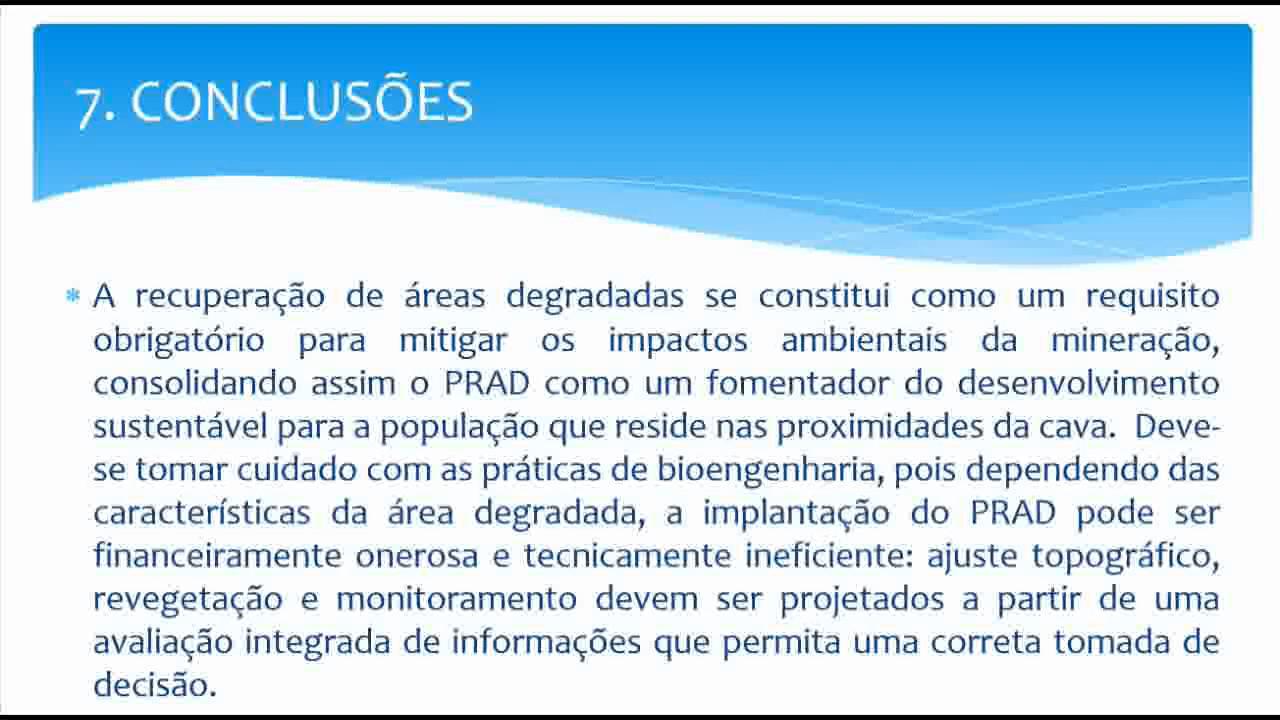 7. CONCLUSÕES
A recuperação de áreas degradadas se constitui como um requisito
obrigatório para mitigar os impactos ambientais da mineração,
consolidando assim o PRAD como um fomentador do desenvolvimento
sustentável para a população que reside nas proximidades da cava. Deve-
se tomar cuidado com as práticas de bioengenharia, pois dependendo das
características da área degradada, a implantação do PRAD pode ser
financeiramente onerosa e tecnicamente ineficiente: ajuste topográfico,
revegetação e monitoramento devem ser projetados a partir de uma
avaliação integrada de informações que permita uma correta tomada de
decisão.